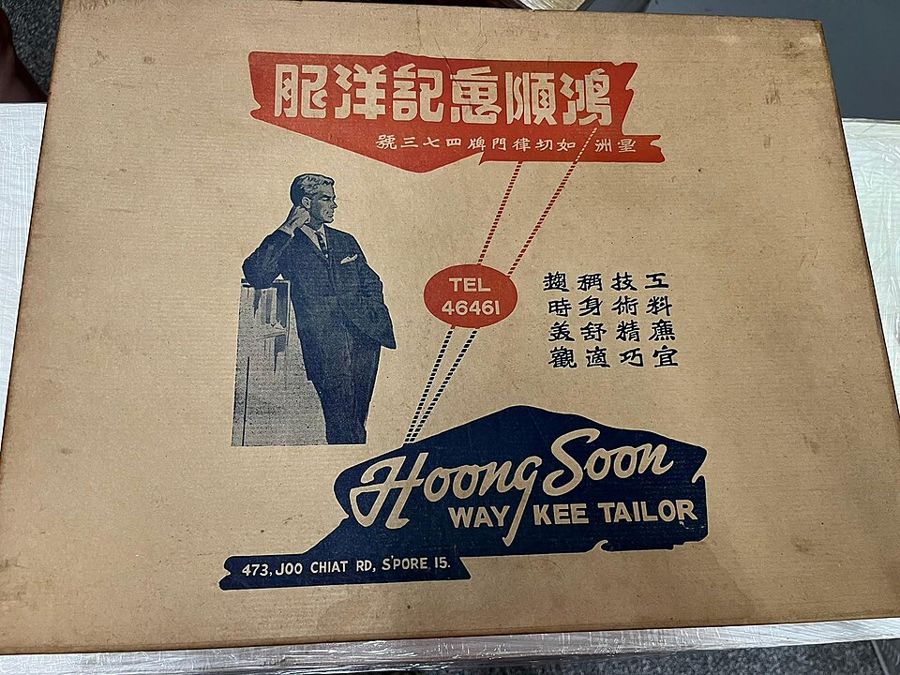 鴻順惠記洋服
星洲 如切律門牌四七三號
TEL
46461
工料廉宜
技術精巧
稱身舒適
趨時美觀
Hoong Soon
WAY KEE TAILOR
473, JOO CHIAT RD, S'PORE 15.